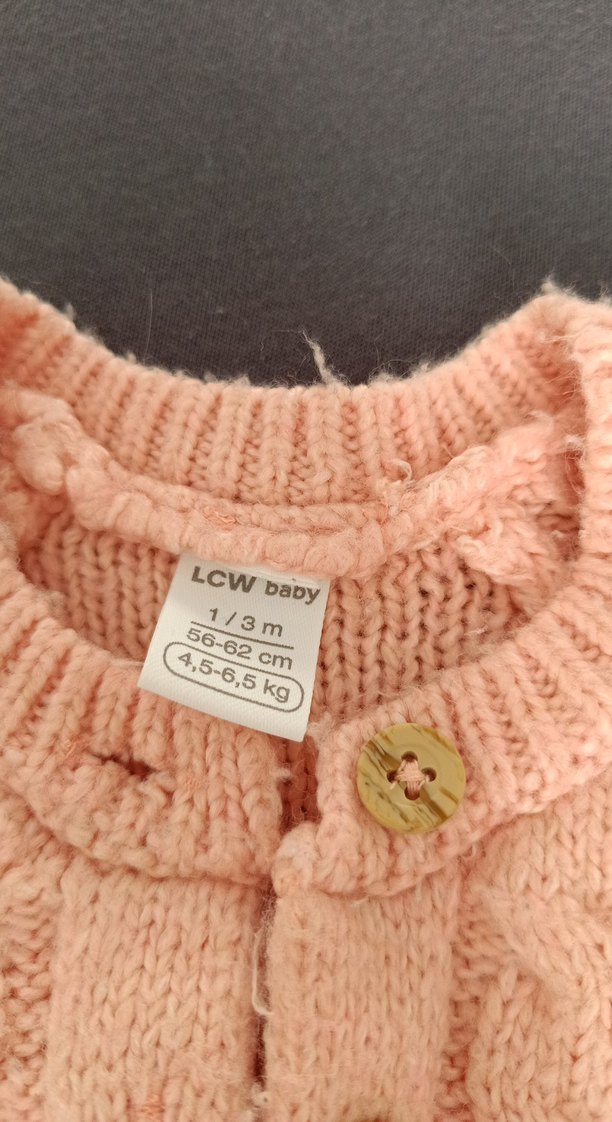 LCW baby
1 / 3 m
56-62 cm
4,5-6,5 kg